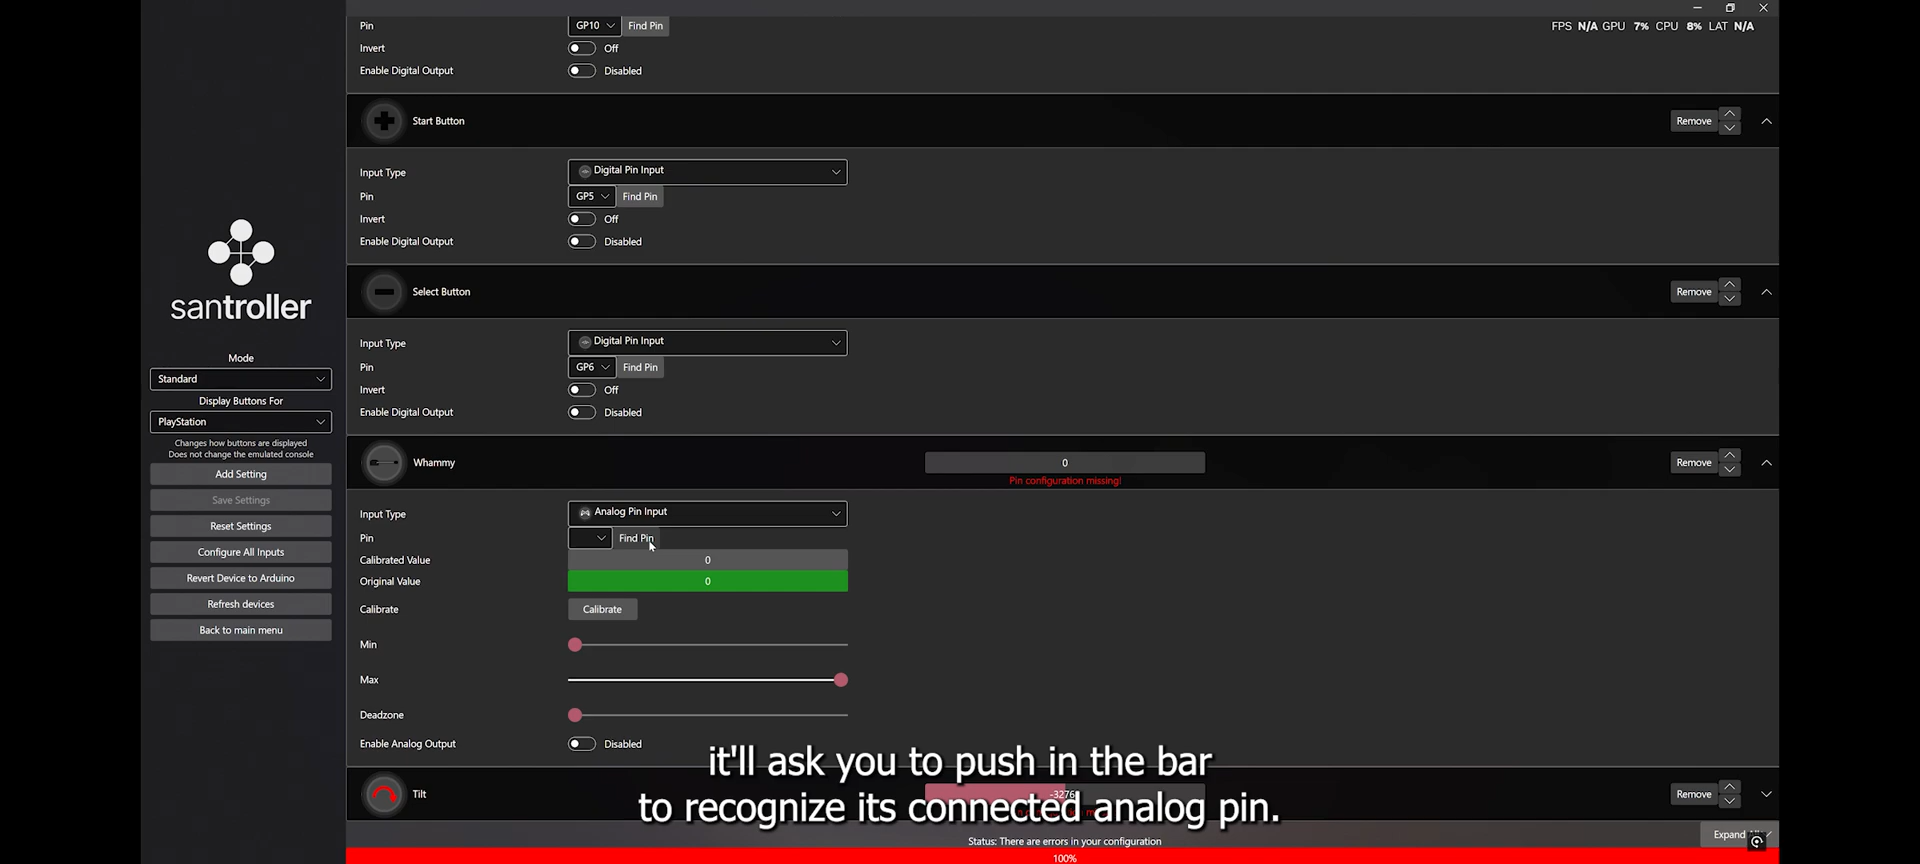 Pin GP10 Find Pin
FPS N/A GPU 7% CPU 8% LAT N/A
Invert Off
Enable Digital Output Disabled
Start Button Remove
Input Type Digital Pin Input
Pin GP5 Find Pin
Invert Off
Enable Digital Output Disabled
santroller
Select Button Remove
Input Type Digital Pin Input
Pin GP6 Find Pin
Invert Off
Enable Digital Output Disabled
Mode
Standard
Display Buttons For
PlayStation
Changes how buttons are displayed
Does not change the emulated console
Add Setting
Save Settings
Reset Settings
Configure All Inputs
Revert Device to Arduino
Refresh devices
Back to main menu
Whammy 0 Remove
Pin configuration missing!
Input Type Analog Pin Input
Pin Find Pin
Calibrated Value 0
Original Value 0
Calibrate Calibrate
Min
Max
Deadzone
Enable Analog Output Disabled
it'll ask you to push in the bar
to recognize its connected analog pin.
Tilt -3276 Remove
Expand
Status: There are errors in your configuration
100%